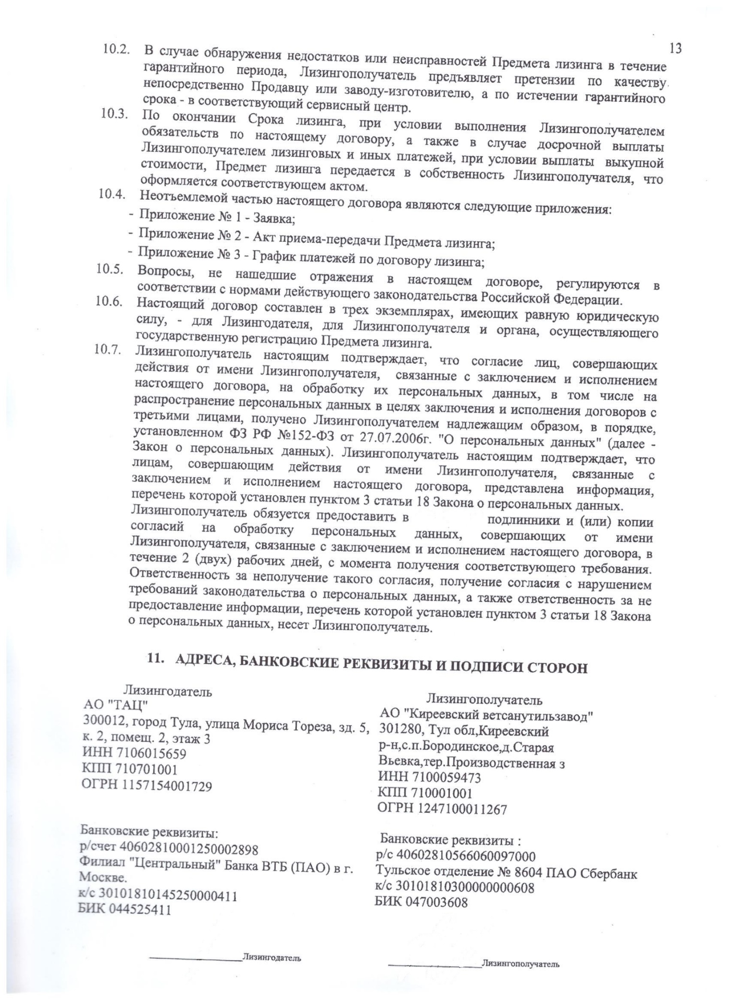 13
10.2. В случае обнаружения недостатков или неисправностей Предмета лизинга в течение
гарантийного периода, Лизингополучатель предъявляет претензии по качеству
непосредственно Продавцу или заводу-изготовителю, а по истечении гарантийного
срока - в соответствующий сервисный центр.
10.3. По окончании Срока лизинга, при условии выполнения Лизингополучателем
обязательств по настоящему договору, а также в случае досрочной выплаты
Лизингополучателем лизинговых и иных платежей, при условии выплаты выкупной
стоимости, Предмет лизинга передается в собственность Лизингополучателя, что
оформляется соответствующем актом.
10.4. Неотъемлемой частью настоящего договора являются следующие приложения:
- Приложение № 1 - Заявка;
- Приложение № 2 - Акт приема-передачи Предмета лизинга;
- Приложение № 3 - График платежей по договору лизинга;
10.5. Вопросы, не нашедшие отражения в настоящем договоре, регулируются в
соответствии с нормами действующего законодательства Российской Федерации.
10.6. Настоящий договор составлен в трех экземплярах, имеющих равную юридическую
силу, - для Лизингодателя, для Лизингополучателя и органа, осуществляющего
государственную регистрацию Предмета лизинга.
10.7. Лизингополучатель настоящим подтверждает, что согласие лиц, совершающих
действия от имени Лизингополучателя, связанные с заключением и исполнением
настоящего договора, на обработку их персональных данных, в том числе на
распространение персональных данных в целях заключения и исполнения договоров с
третьими лицами, получено Лизингополучателем надлежащим образом, в порядке,
установленном ФЗ РФ №152-ФЗ от 27.07.2006г. "О персональных данных" (далее -
Закон о персональных данных). Лизингополучатель настоящим подтверждает, что
лицам, совершающим действия от имени Лизингополучателя, связанные с
заключением и исполнением настоящего договора, представлена информация,
перечень которой установлен пунктом 3 статьи 18 Закона о персональных данных.
Лизингополучатель обязуется предоставить в подлинники и (или) копии
согласий на обработку персональных данных, совершающих от имени
Лизингополучателя, связанные с заключением и исполнением настоящего договора, в
течение 2 (двух) рабочих дней, с момента получения соответствующего требования.
Ответственность за неполучение такого согласия, получение согласия с нарушением
требований законодательства о персональных данных, а также ответственность за не
предоставление информации, перечень которой установлен пунктом 3 статьи 18 Закона
о персональных данных, несет Лизингополучатель.
11. АДРЕСА, БАНКОВСКИЕ РЕКВИЗИТЫ И ПОДПИСИ СТОРОН
Лизингодатель
АО "ТАЦ"
300012, город Тула, улица Мориса Тореза, зд. 5,
к. 2, помещ. 2, этаж 3
ИНН 7106015659
КПП 710701001
ОГРН 1157154001729
Банковские реквизиты:
р/счет 40602810001250002898
Филиал "Центральный" Банка ВТБ (ПАО) в г.
Москве.
к/с 30101810145250000411
БИК 044525411
Лизингополучатель
АО "Киреевский ветсанутильзавод"
301280, Тул обл,Киреевский
р-н,с.п.Бородинское,д.Старая
Вьевка,тер.Производственная з
ИНН 7100059473
КПП 710001001
ОГРН 1247100011267
Банковские реквизиты :
р/с 40602810566060097000
Тульское отделение № 8604 ПАО Сбербанк
к/с 30101810300000000608
БИК 047003608
______________Лизингодатель
______________Лизингополучатель